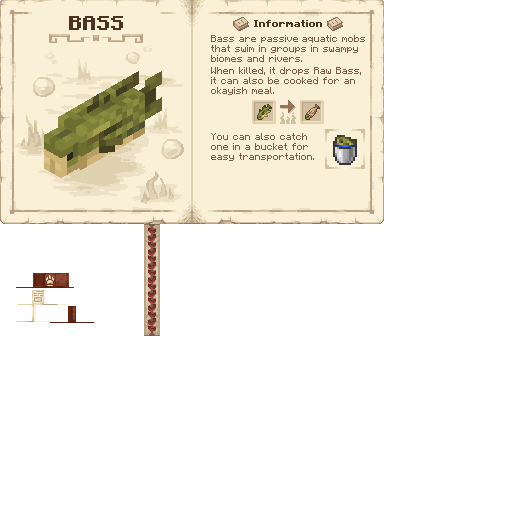 BASS
Information
Bass are passive aquatic mobs
that swim in groups in swampy
biomes and rivers.
When killed, it drops Raw Bass,
it can also be cooked for an
okayish meal.
You can also catch
one in a bucket for
easy transportation.